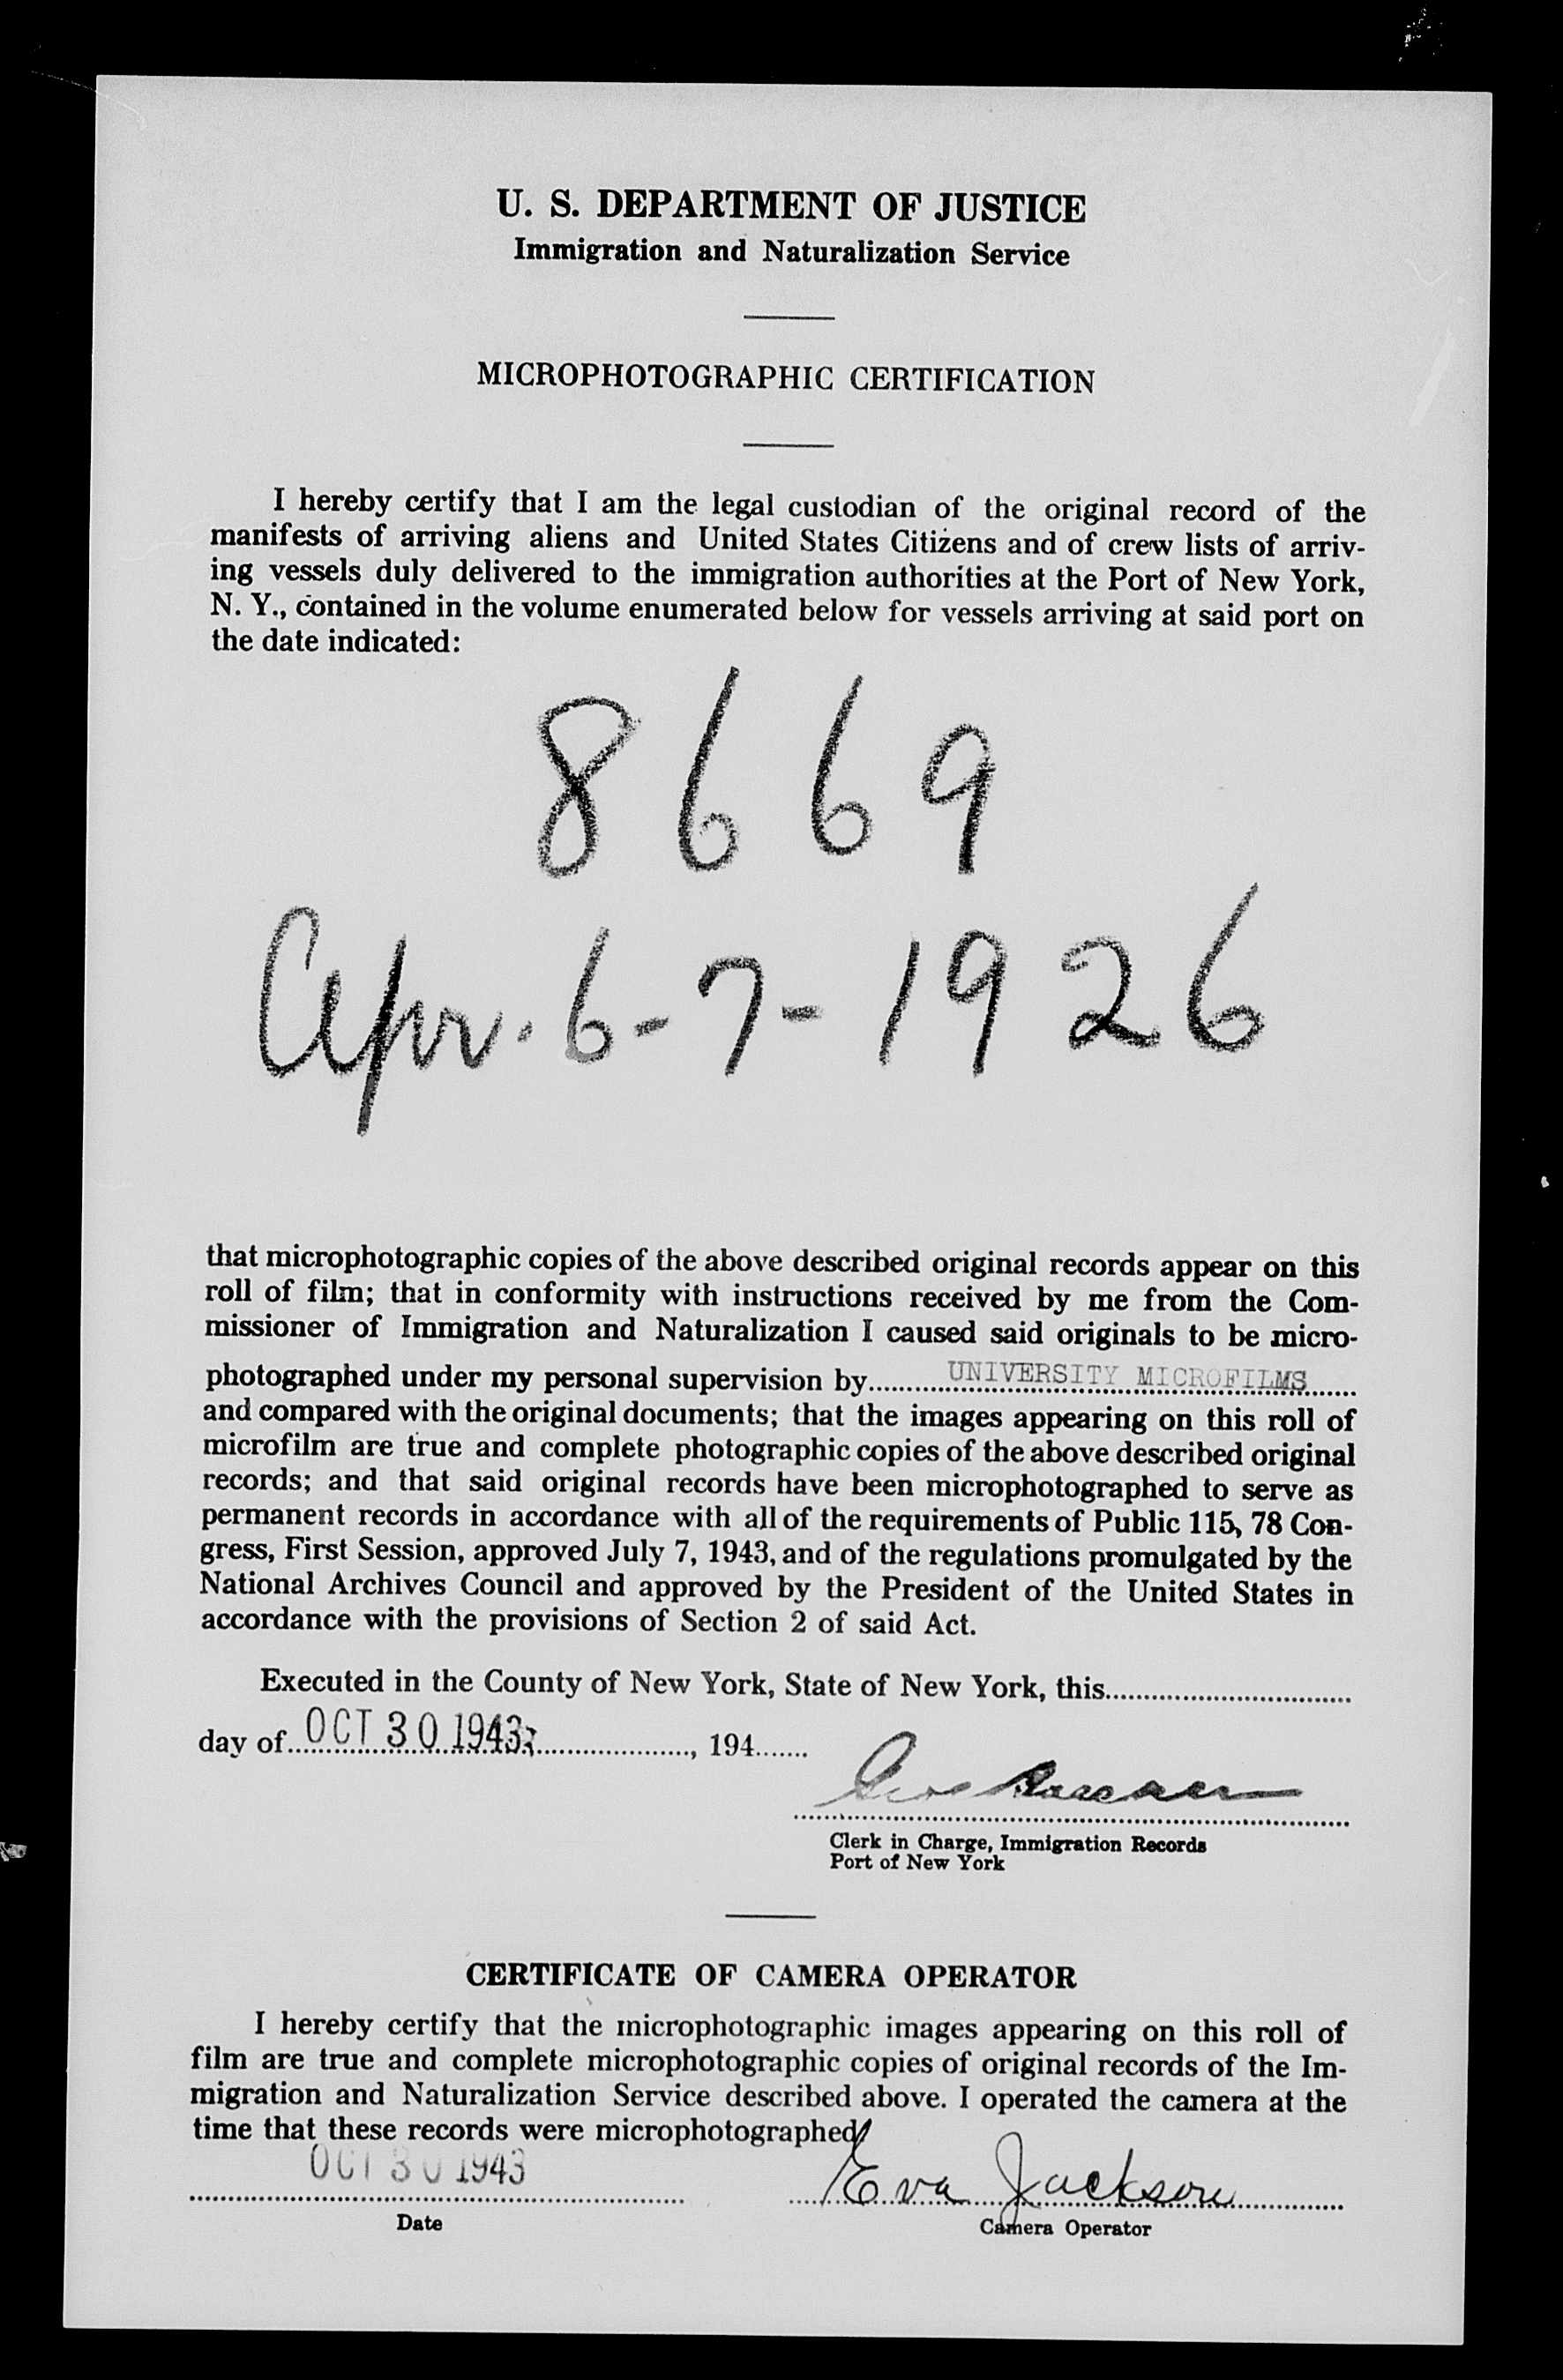 U. S. DEPARTMENT OF JUSTICE
Immigration and Naturalization Service
MICROPHOTOGRAPHIC CERTIFICATION
I hereby certify that I am the legal custodian of the original record of the
manifests of arriving aliens and United States Citizens and of crew lists of arriv-
ing vessels duly delivered to the immigration authorities at the Port of New York,
N. Y., contained in the volume enumerated below for vessels arriving at said port on
the date indicated:
8669
Apr. 6-7-1926
that microphotographic copies of the above described original records appear on this
roll of film; that in conformity with instructions received by me from the Com-
missioner of Immigration and Naturalization I caused said originals to be micro-
photographed under my personal supervision by UNIVERSITY MICROFILMS
and compared with the original documents; that the images appearing on this roll of
microfilm are true and complete photographic copies of the above described original
records; and that said original records have been microphotographed to serve as
permanent records in accordance with all of the requirements of Public 115, 78 Con-
gress, First Session, approved July 7, 1943, and of the regulations promulgated by the
National Archives Council and approved by the President of the United States in
accordance with the provisions of Section 2 of said Act.
Executed in the County of New York, State of New York, this
day of OCT 30 1943, 194
Clerk in Charge, Immigration Records
Port of New York
CERTIFICATE OF CAMERA OPERATOR
I hereby certify that the microphotographic images appearing on this roll of
film are true and complete microphotographic copies of original records of the Im-
migration and Naturalization Service described above. I operated the camera at the
time that these records were microphotographed.
OCT 30 1943 Eva Jackson
Date Camera Operator